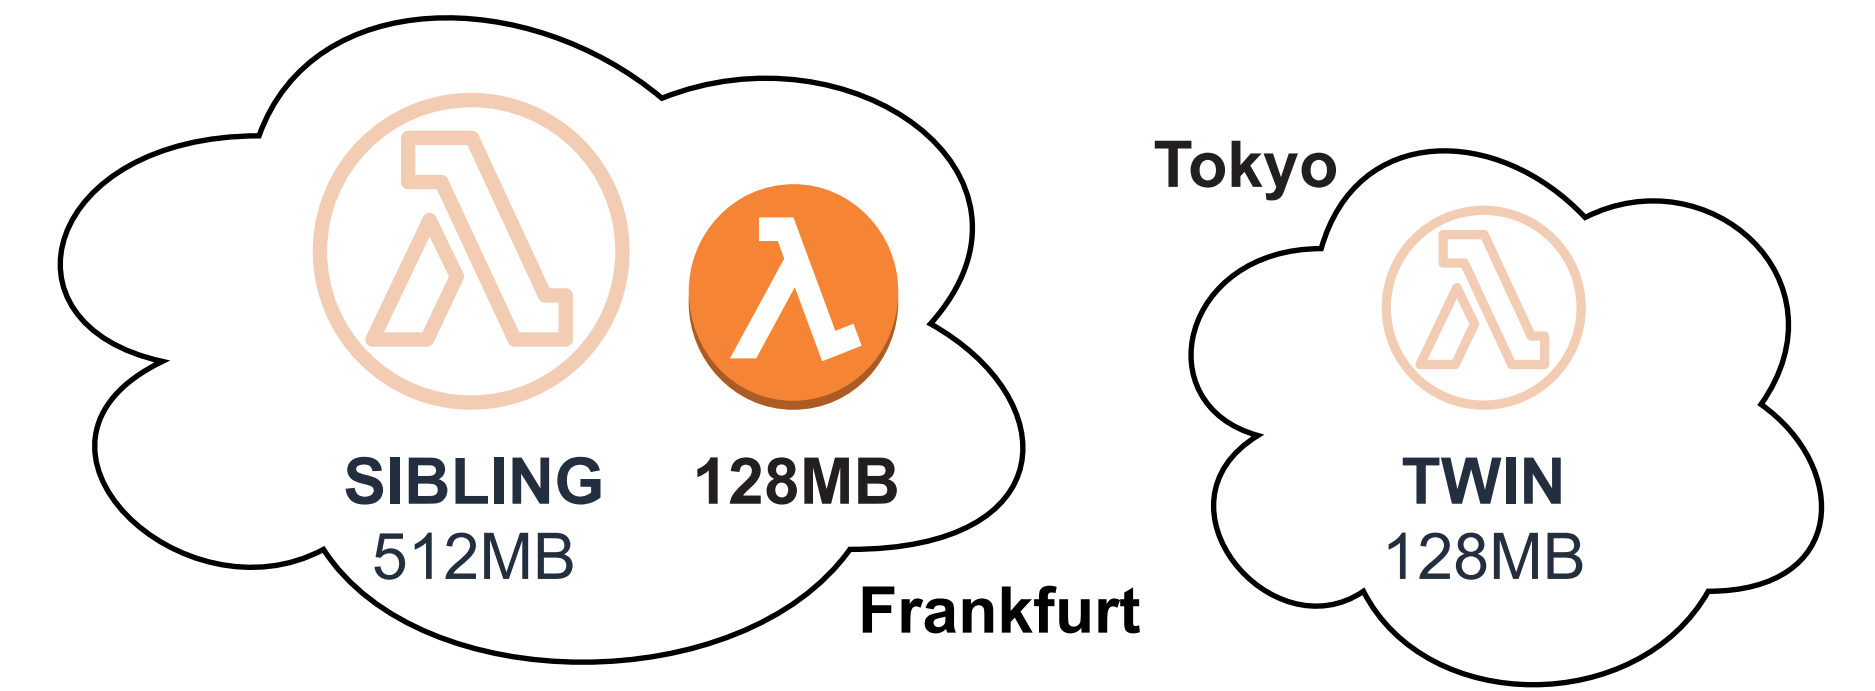 SIBLING
512MB
128MB
Frankfurt
Tokyo
TWIN
128MB